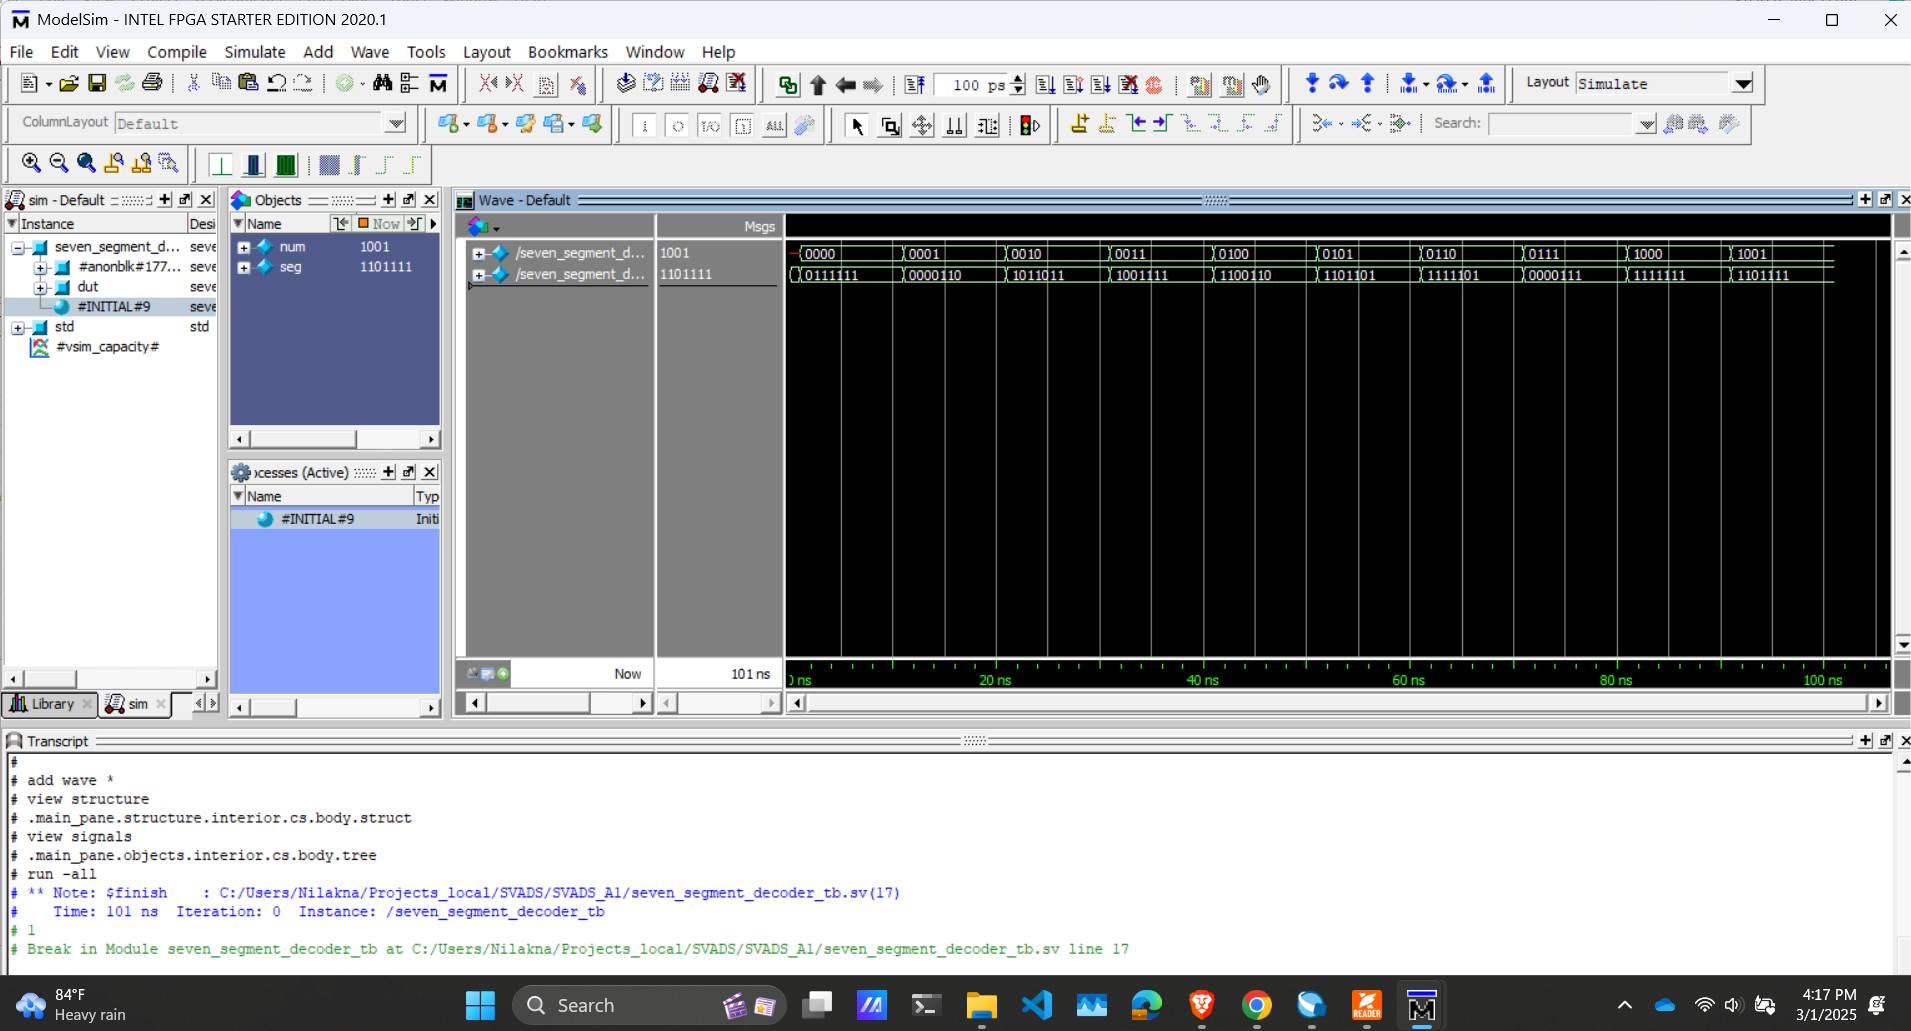 ModelSim - INTEL FPGA STARTER EDITION 2020.1
File Edit View Compile Simulate Add Wave Tools Layout Bookmarks Window Help
100 ps
Layout Simulate
ColumnLayout Default
Search:
sim - Default
Instance Desi
seven_segment_d... seve
#anonblk#177... seve
dut seve
#INITIAL#9 seve
std std
#vsim_capacity#
Library sim
Objects
Name Now
num 1001
seg 1101111
ocesses (Active)
Name Typ
#INITIAL#9 Initi
Wave - Default
Msgs
/seven_segment_d... 1001 0000 0001 0010 0011 0100 0101 0110 0111 1000 1001
/seven_segment_d... 1101111 0111111 0000110 1011011 1001111 1100110 1101101 1111101 0000111 1111111 1101111
Now 101 ns
ns 20 ns 40 ns 60 ns 80 ns 100 ns
Transcript
#
# add wave *
# view structure
# .main_pane.structure.interior.cs.body.struct
# view signals
# .main_pane.objects.interior.cs.body.tree
# run -all
# ** Note: $finish : C:/Users/Nilakna/Projects_local/SVADS/SVADS_A1/seven_segment_decoder_tb.sv(17)
# Time: 101 ns Iteration: 0 Instance: /seven_segment_decoder_tb
# 1
# Break in Module seven_segment_decoder_tb at C:/Users/Nilakna/Projects_local/SVADS/SVADS_A1/seven_segment_decoder_tb.sv line 17
84°F
Heavy rain
Search
READER
4:17 PM
3/1/2025